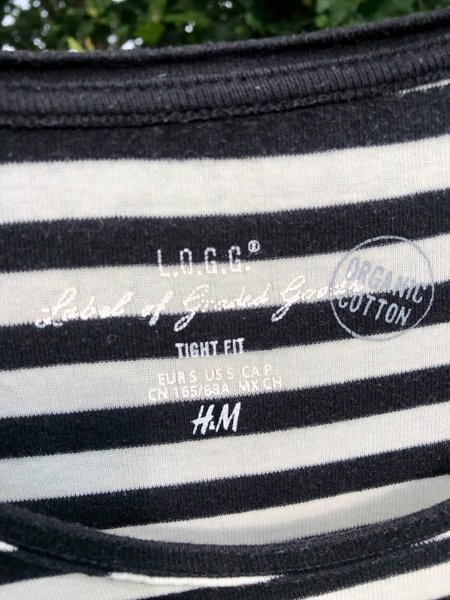 L.O.G.G.®
Label of Graded Goods
ORGANIC
COTTON
TIGHT FIT
EUR S US S CA P
CN 165/88A MX CH
H&M